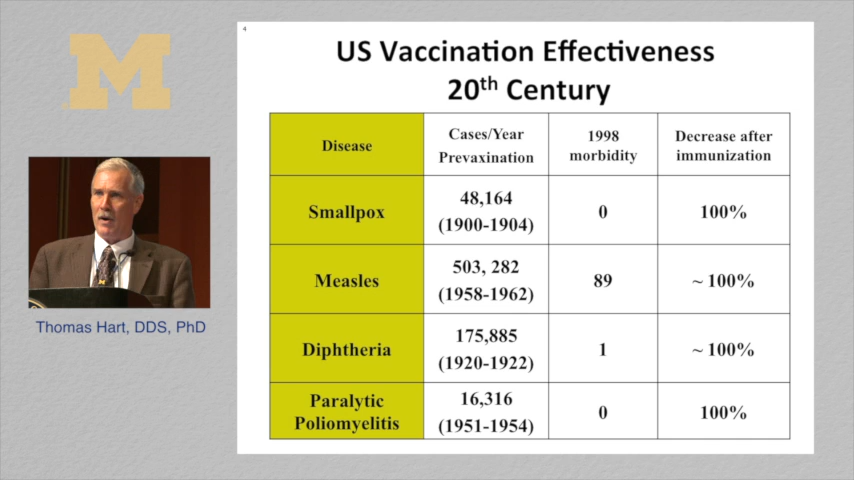 4
US Vaccination Effectiveness
20th Century
Disease
Cases/Year
Prevaxination
1998
morbidity
Decrease after
immunization
Smallpox
48,164
(1900-1904)
0
100%
Measles
503, 282
(1958-1962)
89
~ 100%
Diphtheria
175,885
(1920-1922)
1
~ 100%
Paralytic
Poliomyelitis
16,316
(1951-1954)
0
100%
M
Thomas Hart, DDS, PhD